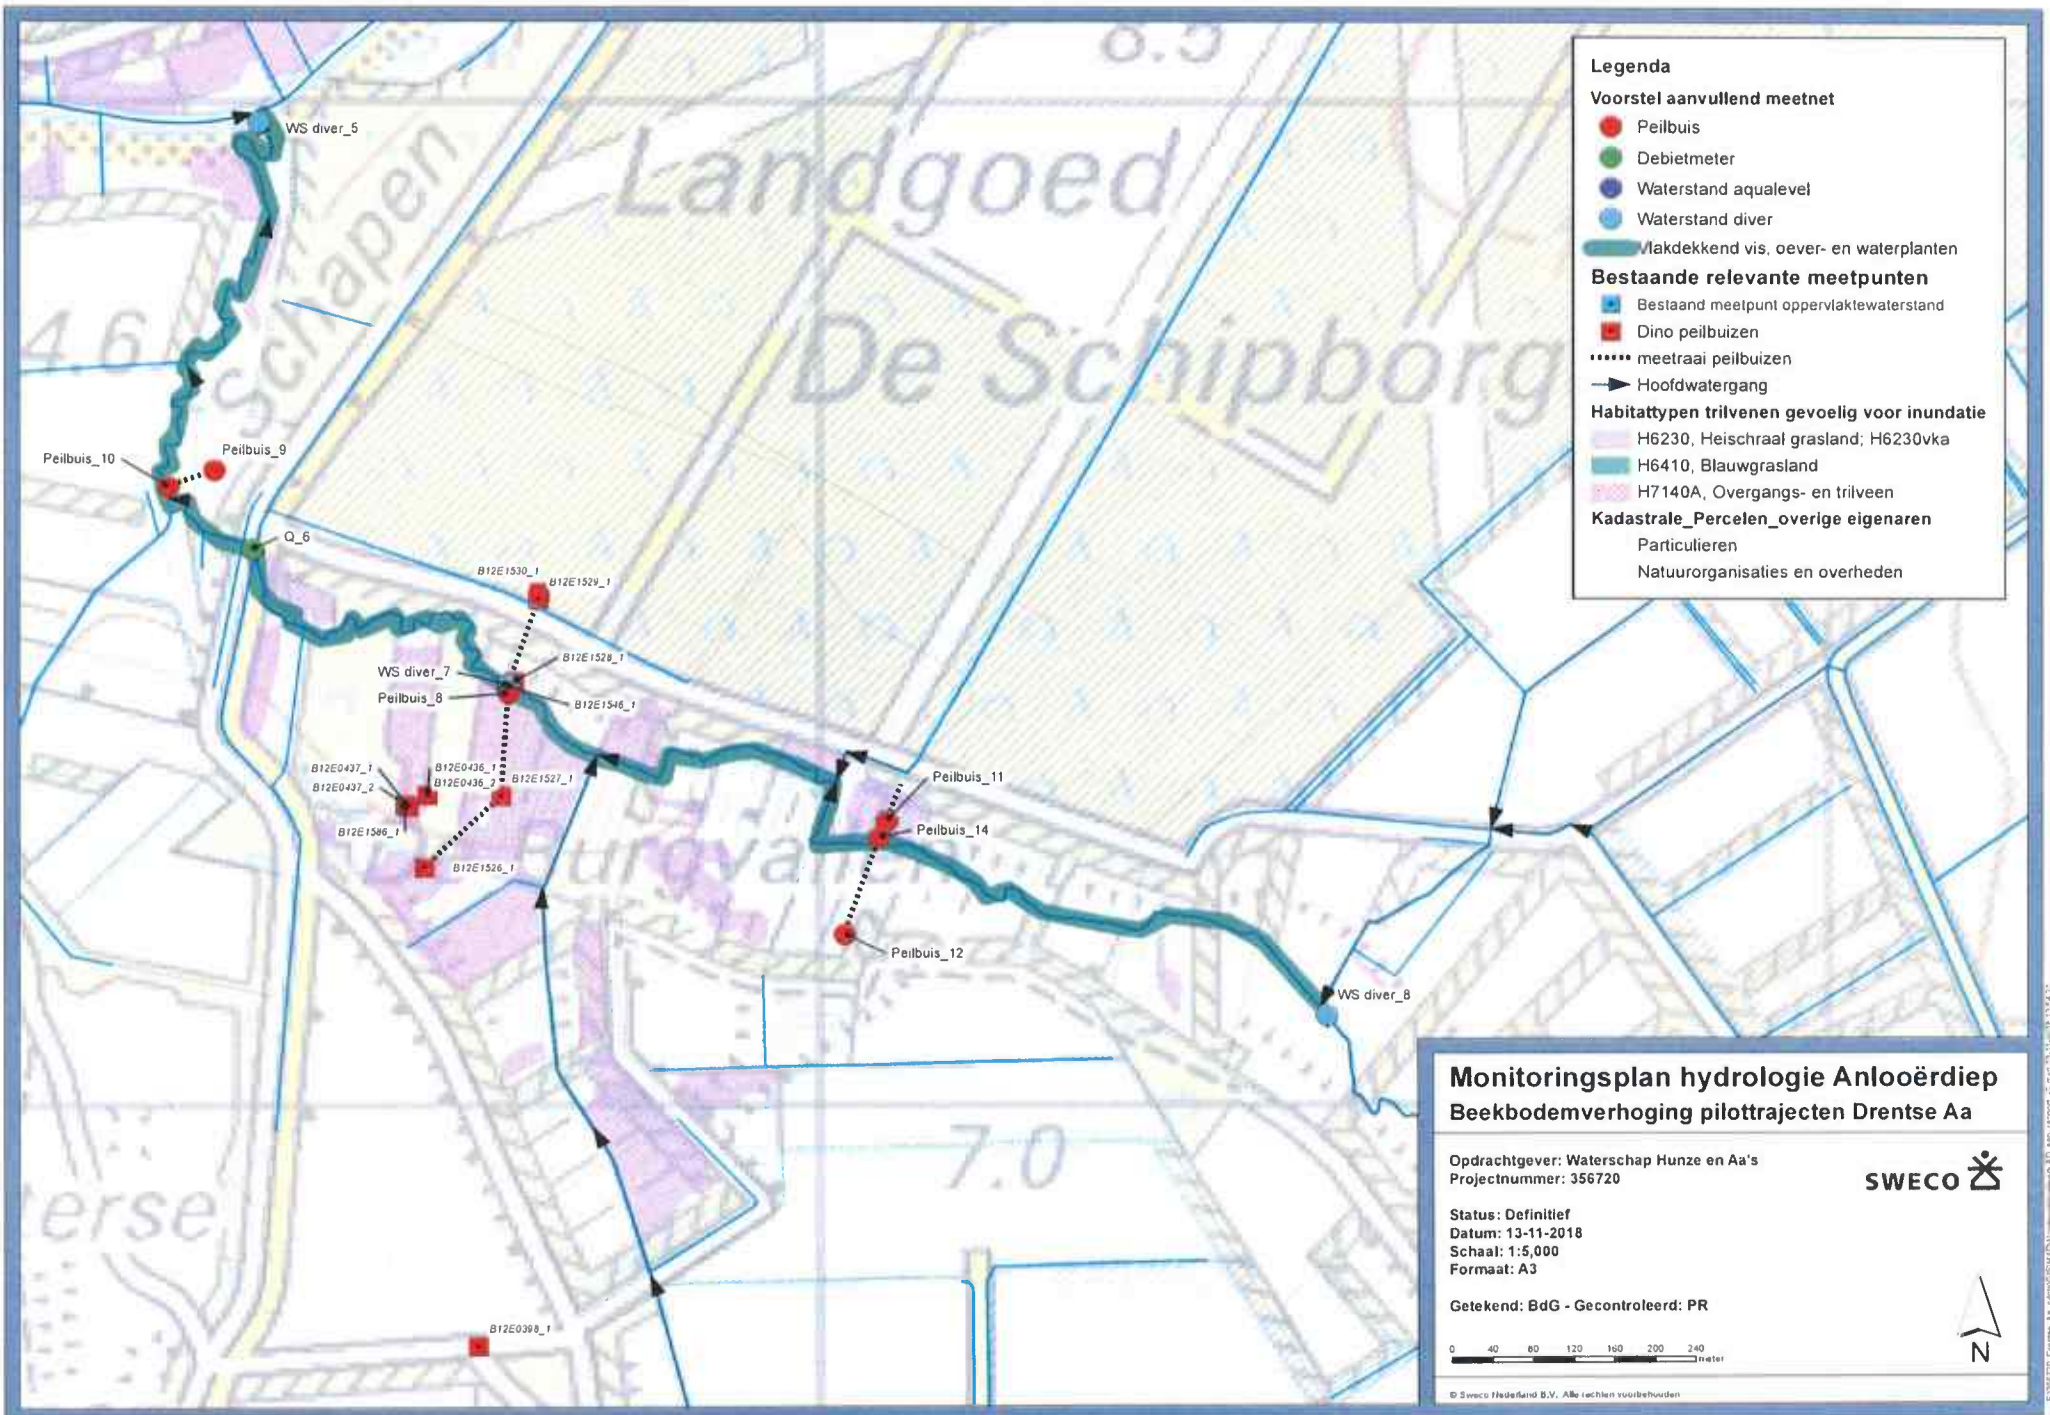 8.5
WS diver_5
Landgoed
Schapen
De Schipborg
4.6
Peilbuis_9
Peilbuis_10
Q_6
B12E1530_1
B12E1529_1
B12E1528_1
WS diver_7
Peilbuis_8
B12E1546_1
B12E0437_1
B12E0436_1
B12E0437_2
B12E0436_2
B12E1527_1
B12E1586_1
B12E1526_1
Peilbuis_11
Peilbuis_14
Peilbuis_12
WS diver_8
7.0
erse
B12E0398_1
Legenda
Voorstel aanvullend meetnet
Peilbuis
Debietmeter
Waterstand aqualevel
Waterstand diver
Vlakdekkend vis, oever- en waterplanten
Bestaande relevante meetpunten
Bestaand meetpunt oppervlaktewaterstand
Dino peilbuizen
meetraai peilbuizen
Hoofdwatergang
Habitattypen trilvenen gevoelig voor inundatie
H6230, Heischraal grasland; H6230vka
H6410, Blauwgrasland
H7140A, Overgangs- en trilveen
Kadastrale_Percelen_overige eigenaren
Particulieren
Natuurorganisaties en overheden
Monitoringsplan hydrologie Anlooërdiep
Beekbodemverhoging pilottrajecten Drentse Aa
Opdrachtgever: Waterschap Hunze en Aa's
Projectnummer: 356720
SWECO
Status: Definitief
Datum: 13-11-2018
Schaal: 1:5,000
Formaat: A3
Getekend: BdG - Gecontroleerd: PR
0 40 80 120 160 200 240
meter
N
© Sweco Nederland B.V. Alle rechten voorbehouden